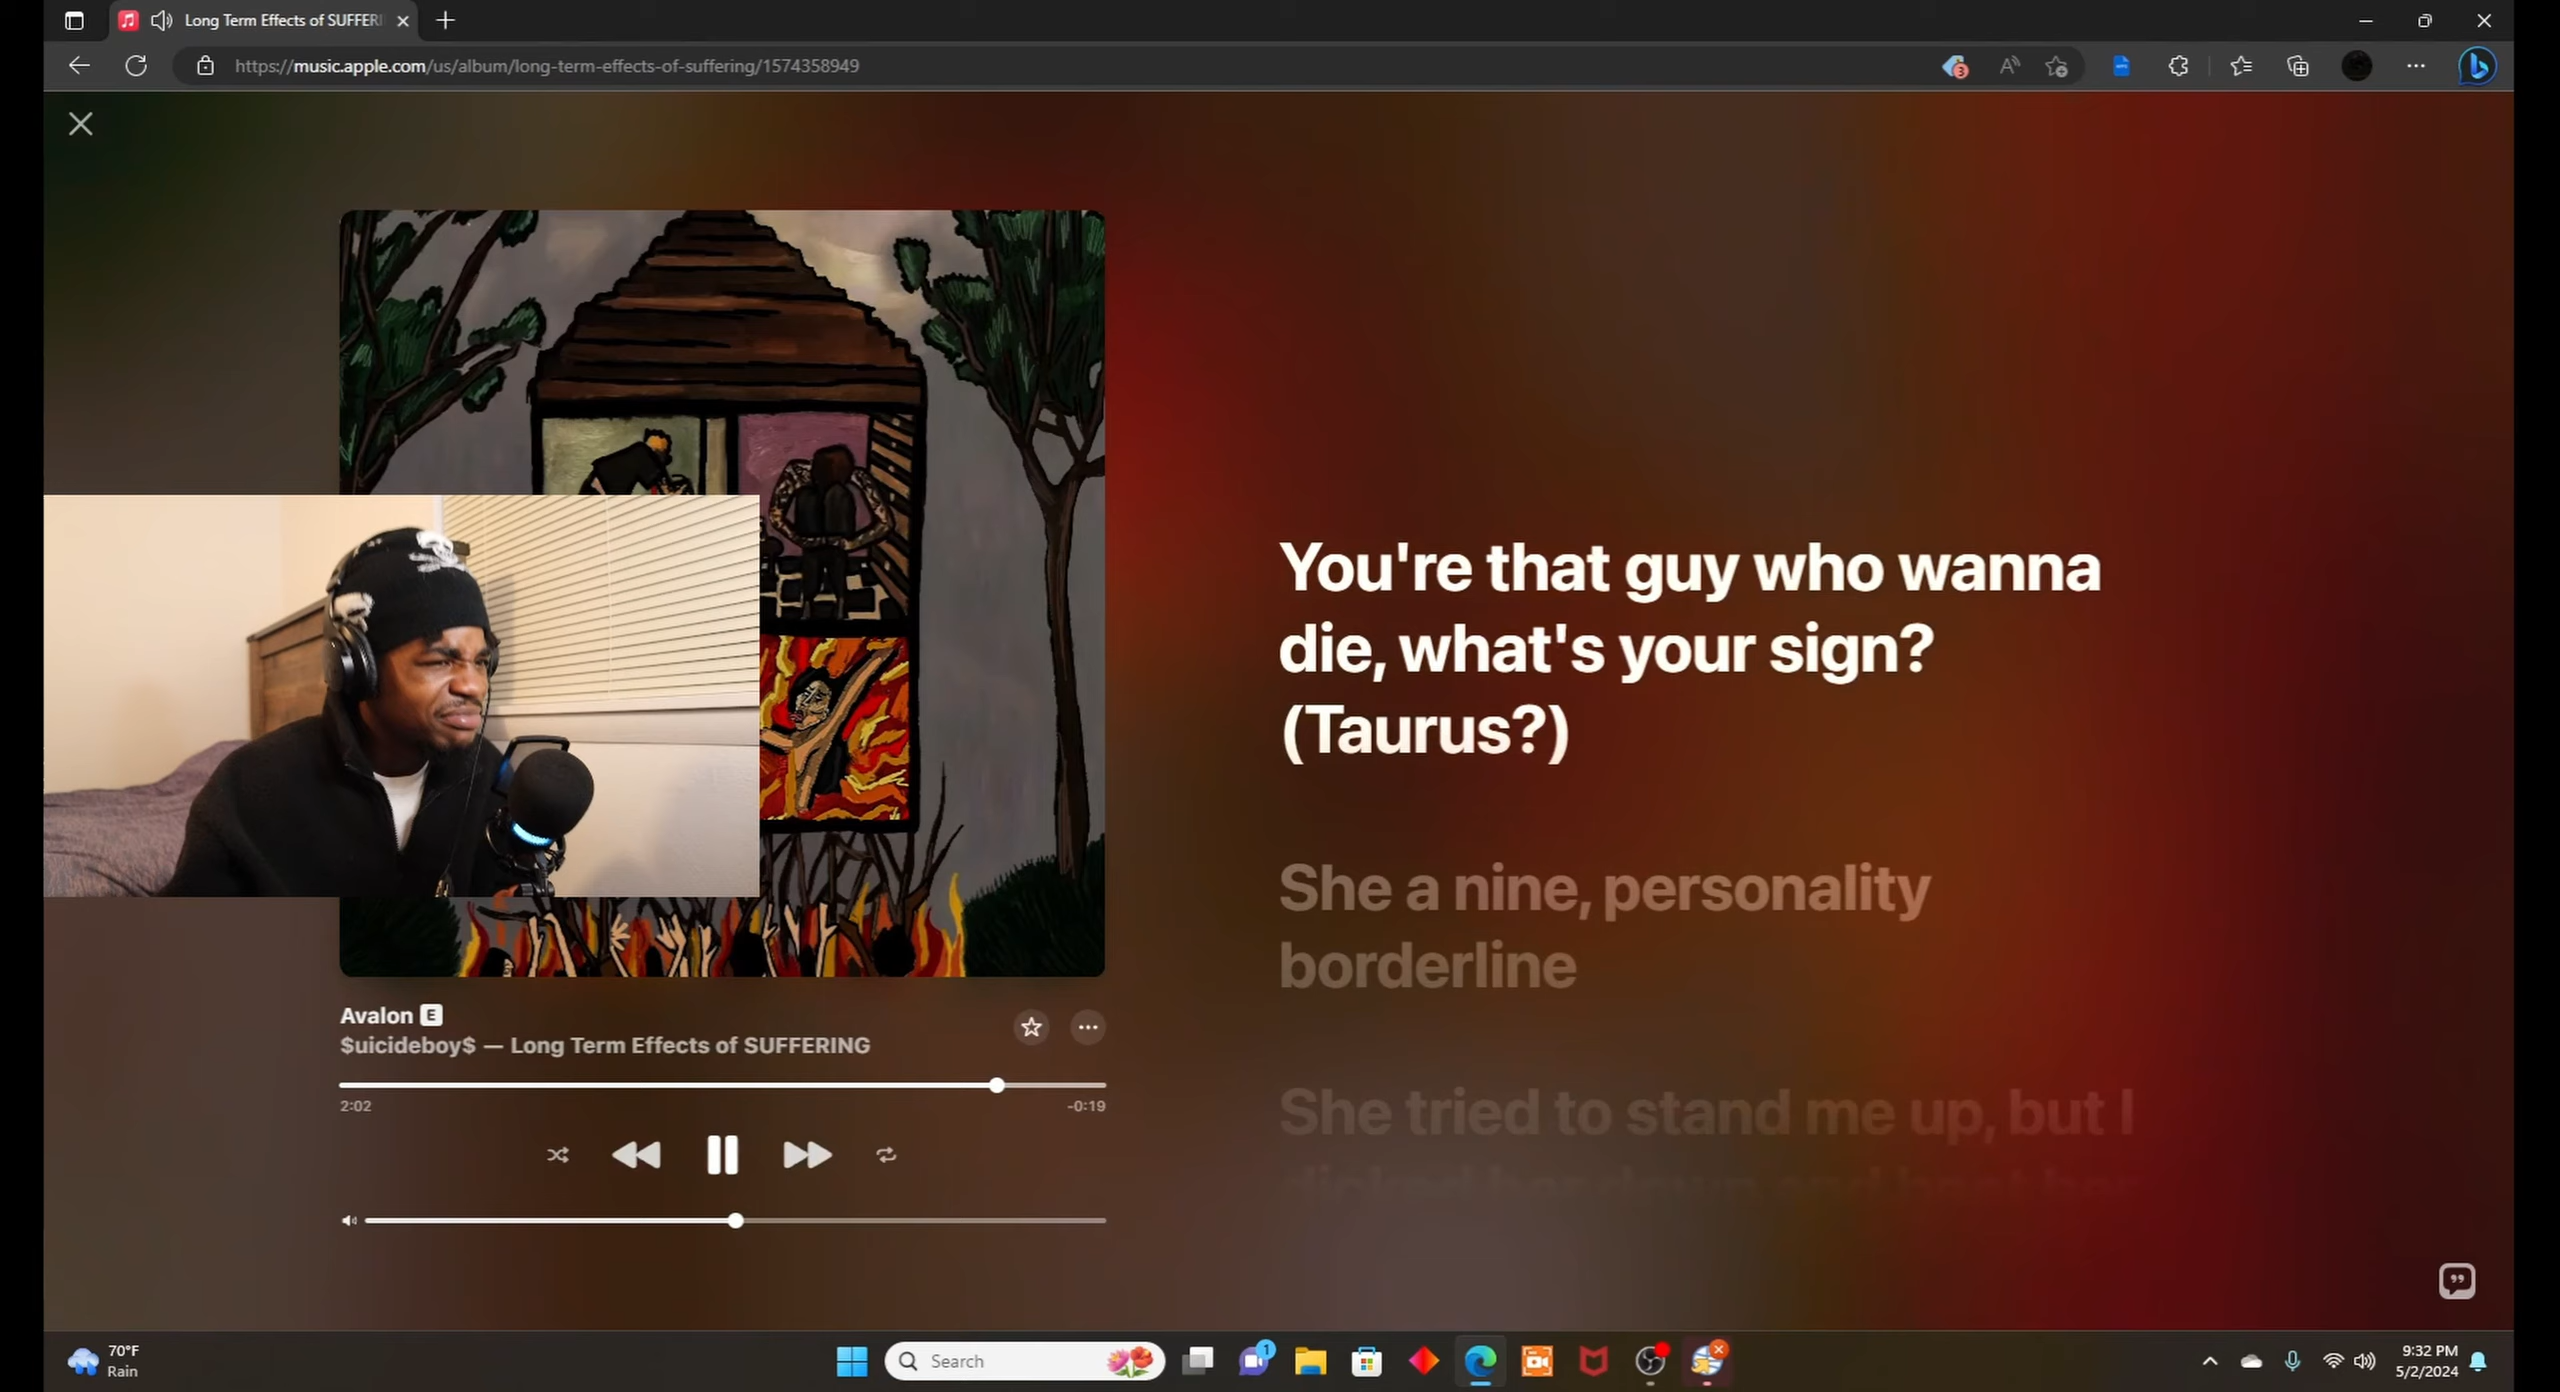 Long Term Effects of SUFFERI
https://music.apple.com/us/album/long-term-effects-of-suffering/1574358949
3
You're that guy who wanna
die, what's your sign?
(Taurus?)
She a nine, personality
borderline
She tried to stand me up, but I
Avalon E
$uicideboy$ — Long Term Effects of SUFFERING
2:02
-0:19
70°F
Rain
Search
1
9:32 PM
5/2/2024